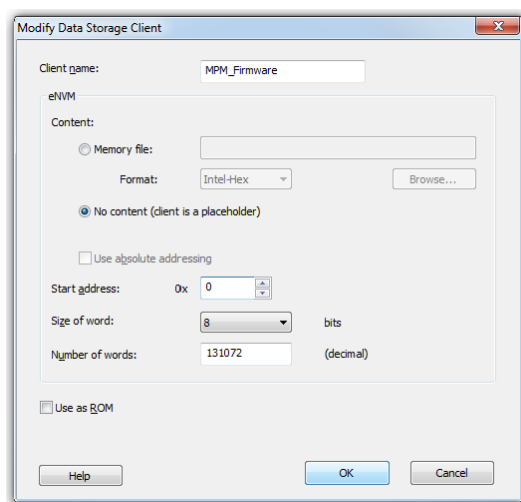 Modify Data Storage Client
Client name: MPM_Firmware
eNVM
Content:
Memory file:
Format: Intel-Hex Browse...
No content (client is a placeholder)
Use absolute addressing
Start address: 0x 0
Size of word: 8 bits
Number of words: 131072 (decimal)
Use as ROM
Help OK Cancel